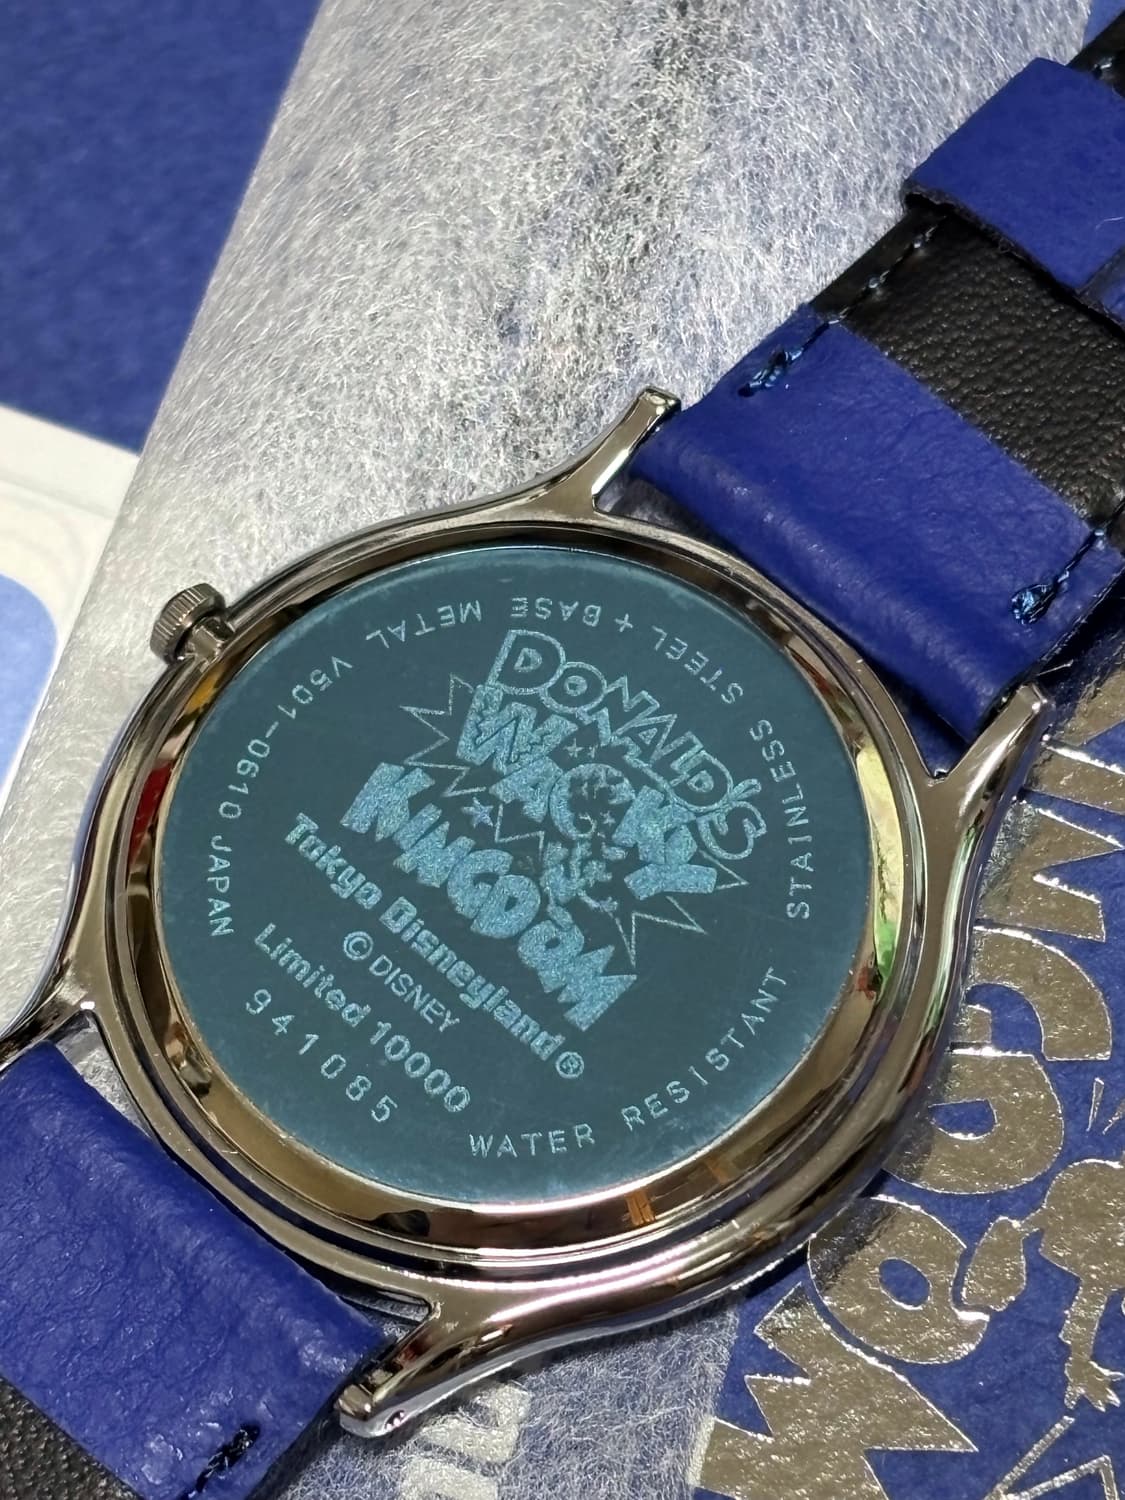 DONALD'S
WACKY
KINGDOM
Tokyo Disneyland®
©DISNEY
Limited 10000
941085
WATER RESISTANT STAINLESS STEEL + BASE METAL V501-0610 JAPAN